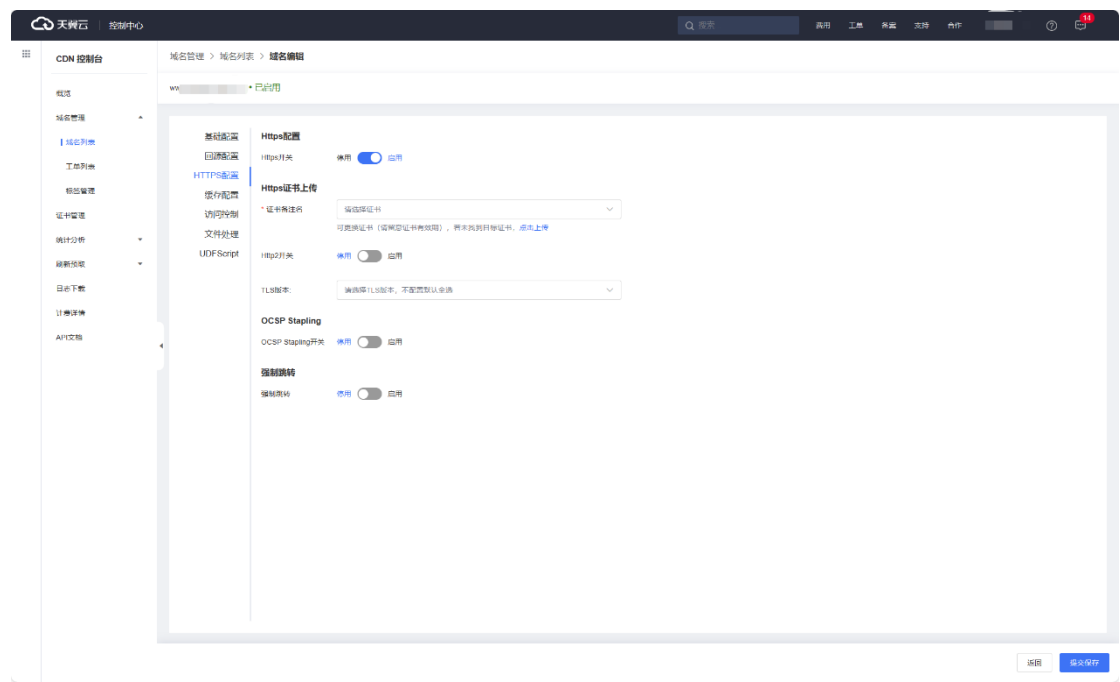 天翼云 控制中心 搜索 费用 工单 备案 支持 合作 14
CDN 控制台
概览
域名管理
域名列表
工单列表
标签管理
证书管理
统计分析
刷新预取
日志下载
计费详情
API文档
域名管理 > 域名列表 > 域名编辑
• 已启用
基础配置
回源配置
HTTPS配置
缓存配置
访问控制
文件处理
UDFScript
Https配置
Https开关 停用 启用
Https证书上传
* 证书备注名 请选择证书
可更换证书（请留意证书有效期），若未找到目标证书，点击上传
Http2开关 停用 启用
TLS版本: 请选择TLS版本，不配置默认全选
OCSP Stapling
OCSP Stapling开关 停用 启用
强制跳转
强制跳转 停用 启用
返回 提交保存